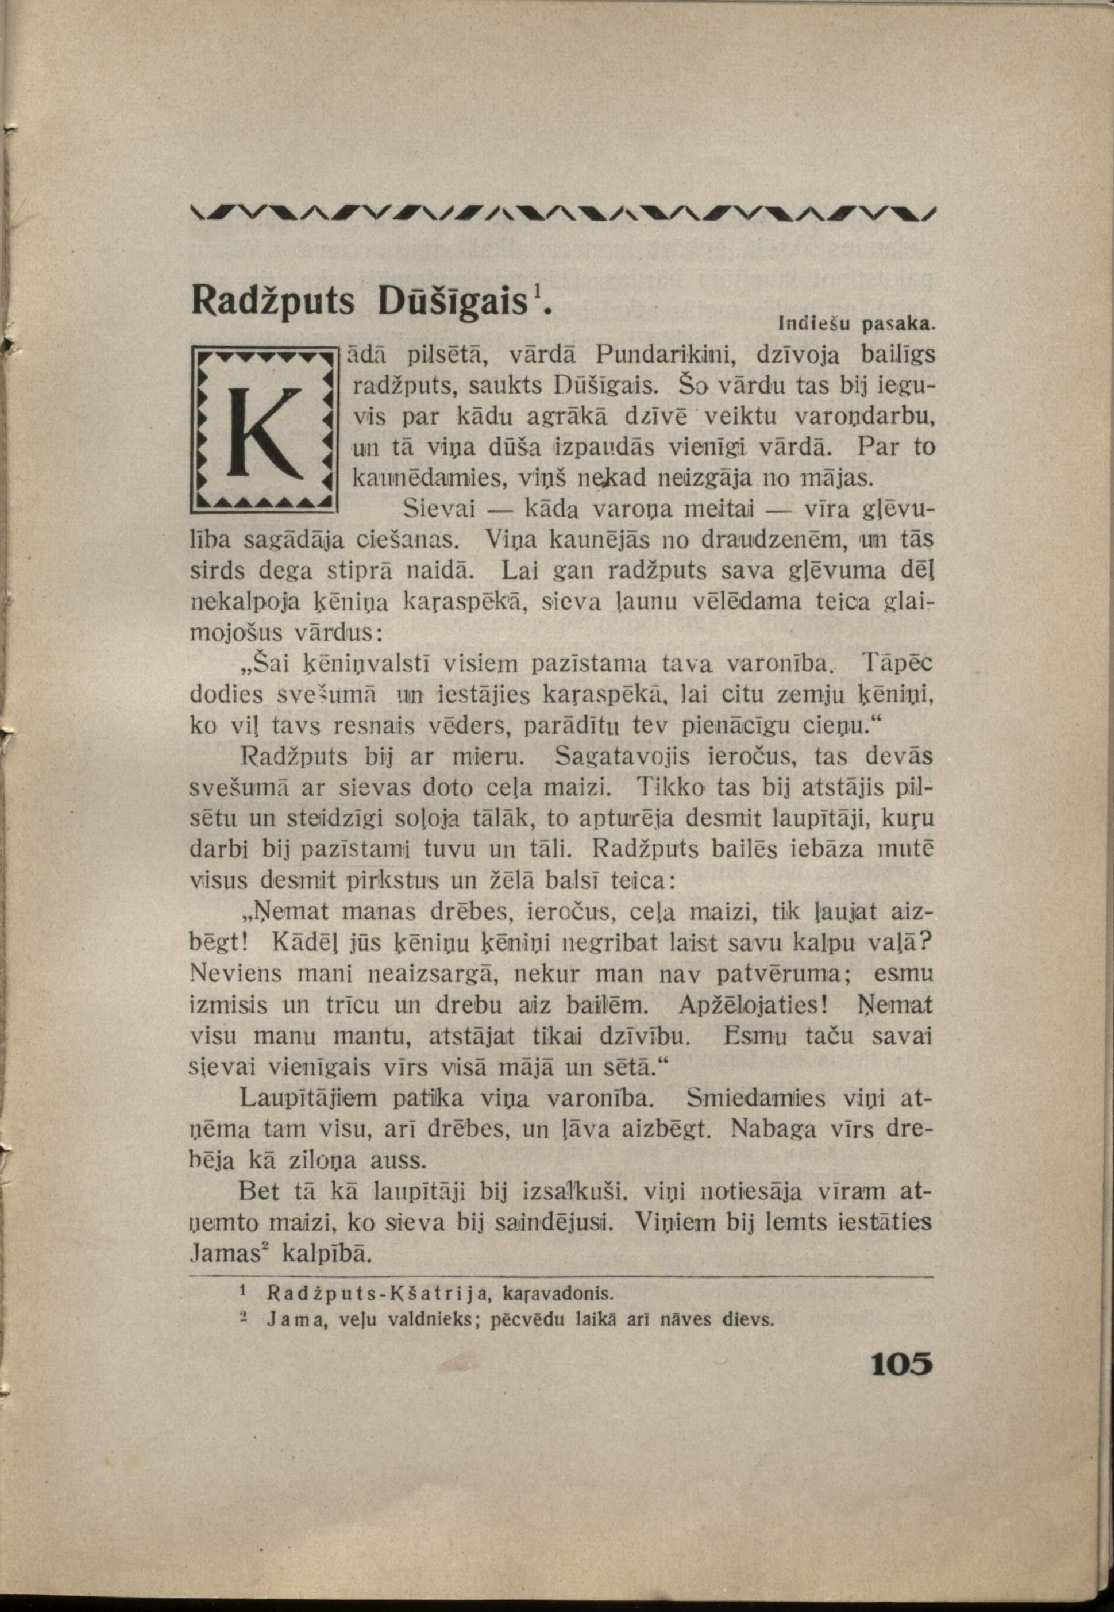 Radžputs Dūšīgais¹.
Indiešu pasaka.
Kādā pilsētā, vārdā Pundarikini, dzīvoja bailīgs
radžputs, saukts Dūšīgais. Šo vārdu tas bij iegu-
vis par kādu agrākā dzīvē veiktu varoņdarbu,
un tā viņa dūša izpaudās vienīgi vārdā. Par to
kaunēdamies, viņš nekad neizgāja no mājas.
Sievai — kāda varoņa meitai — vīra gļēvu-
lība sagādāja ciešanas. Viņa kaunējās no draudzenēm, un tās
sirds dega stiprā naidā. Lai gan radžputs sava gļēvuma dēļ
nekalpoja ķēniņa kaŗaspēkā, sieva ļaunu vēlēdama teica glai-
mojošus vārdus:
„Šai ķēniņvalstī visiem pazīstama tava varonība. Tāpēc
dodies svešumā un iestājies kaŗaspēkā, lai citu zemju ķēniņi,
ko viļ tavs resnais vēders, parādītu tev pienācīgu cieņu.“
Radžputs bij ar mieru. Sagatavojis ieročus, tas devās
svešumā ar sievas doto ceļa maizi. Tikko tas bij atstājis pil-
sētu un steidzīgi soļoja tālāk, to apturēja desmit laupītāji, kuŗu
darbi bij pazīstami tuvu un tāli. Radžputs bailēs iebāza mutē
visus desmit pirkstus un žēlā balsī teica:
„Ņemat manas drēbes, ieročus, ceļa maizi, tik ļaujat aiz-
bēgt! Kādēļ jūs ķēniņu ķēniņi negribat laist savu kalpu vaļā?
Neviens mani neaizsargā, nekur man nav patvēruma; esmu
izmisis un trīcu un drebu aiz bailēm. Apžēlojaties! Ņemat
visu manu mantu, atstājat tikai dzīvību. Esmu taču savai
sievai vienīgais vīrs visā mājā un sētā.“
Laupītājiem patika viņa varonība. Smiedamies viņi at-
ņēma tam visu, arī drēbes, un ļāva aizbēgt. Nabaga vīrs dre-
bēja kā ziloņa auss.
Bet tā kā laupītāji bij izsalkuši, viņi notiesāja vīram at-
ņemto maizi, ko sieva bij saindējusi. Viņiem bij lemts iestāties
Jamas² kalpībā.
¹ Radžputs-Kšatrija, kaŗavadonis.
² Jama, veļu valdnieks; pēcvēdu laikā arī nāves dievs.
105